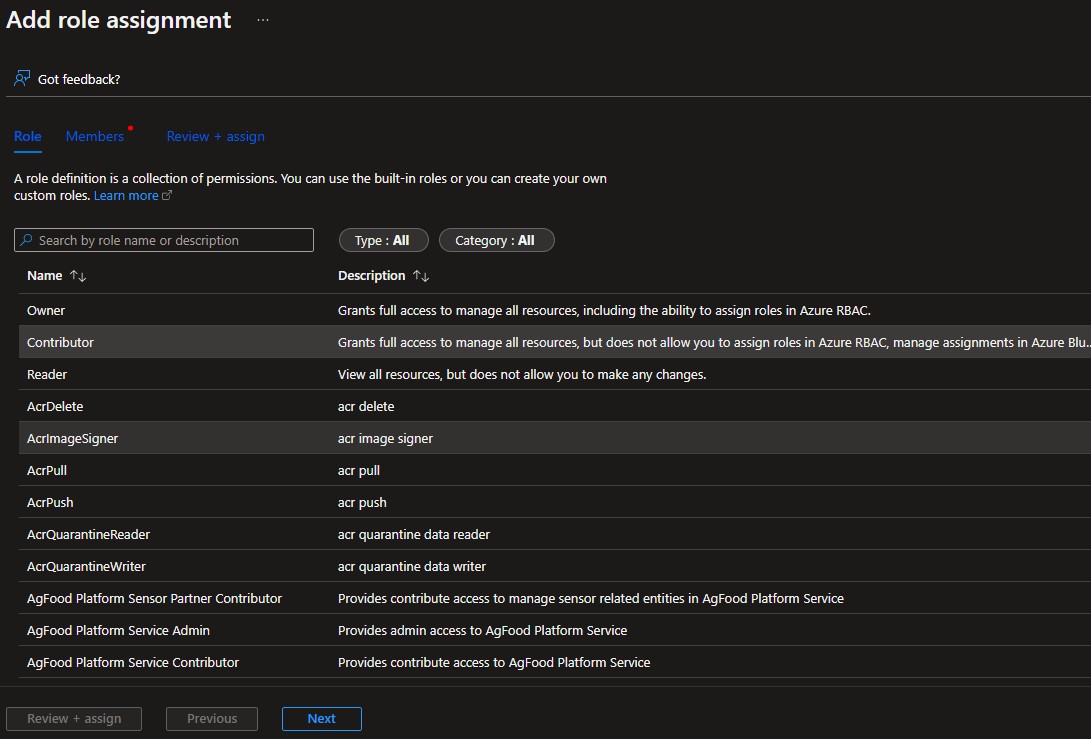 Add role assignment ...
Got feedback?
Role Members Review + assign
A role definition is a collection of permissions. You can use the built-in roles or you can create your own
custom roles. Learn more
Search by role name or description Type : All Category : All
Name ↑↓ Description ↑↓
Owner Grants full access to manage all resources, including the ability to assign roles in Azure RBAC.
Contributor Grants full access to manage all resources, but does not allow you to assign roles in Azure RBAC, manage assignments in Azure Blu...
Reader View all resources, but does not allow you to make any changes.
AcrDelete acr delete
AcrImageSigner acr image signer
AcrPull acr pull
AcrPush acr push
AcrQuarantineReader acr quarantine data reader
AcrQuarantineWriter acr quarantine data writer
AgFood Platform Sensor Partner Contributor Provides contribute access to manage sensor related entities in AgFood Platform Service
AgFood Platform Service Admin Provides admin access to AgFood Platform Service
AgFood Platform Service Contributor Provides contribute access to AgFood Platform Service
Review + assign Previous Next